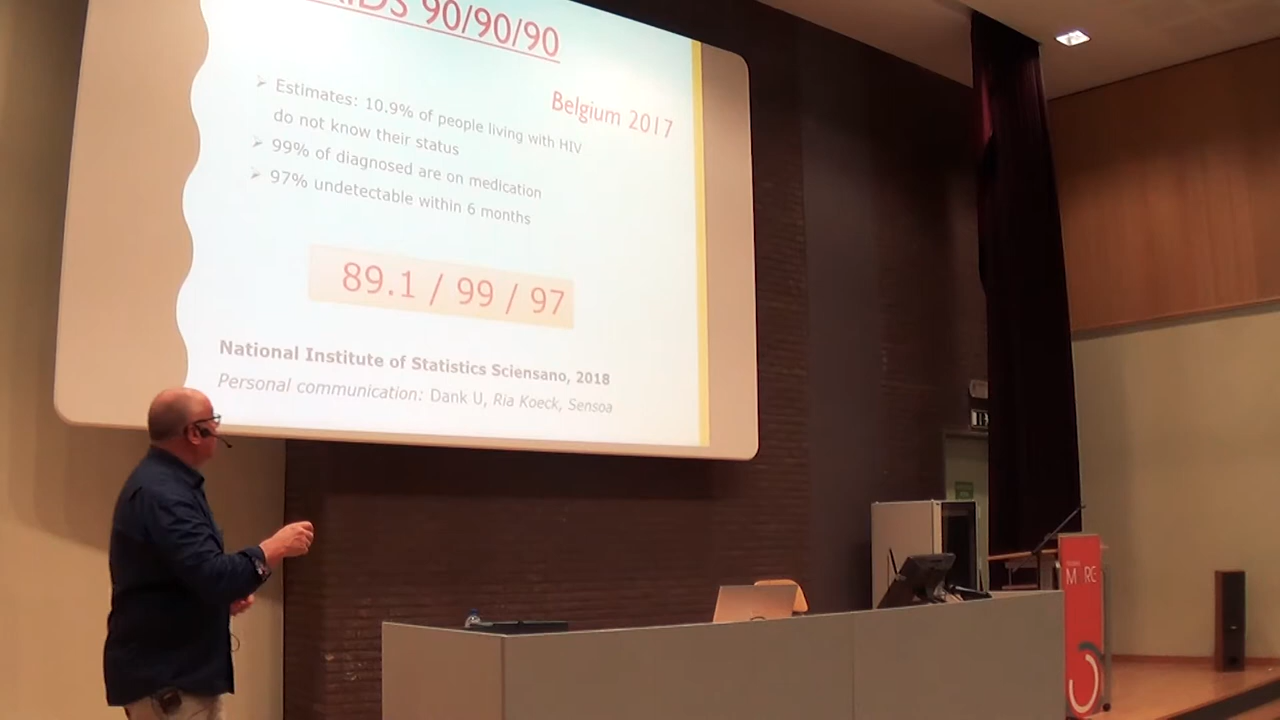 90/90/90
Belgium 2017
Estimates: 10.9% of people living with HIV
do not know their status
99% of diagnosed are on medication
97% undetectable within 6 months
89.1 / 99 / 97
National Institute of Statistics Sciensano, 2018
Personal communication: Dank U, Ria Koeck, Sensoa